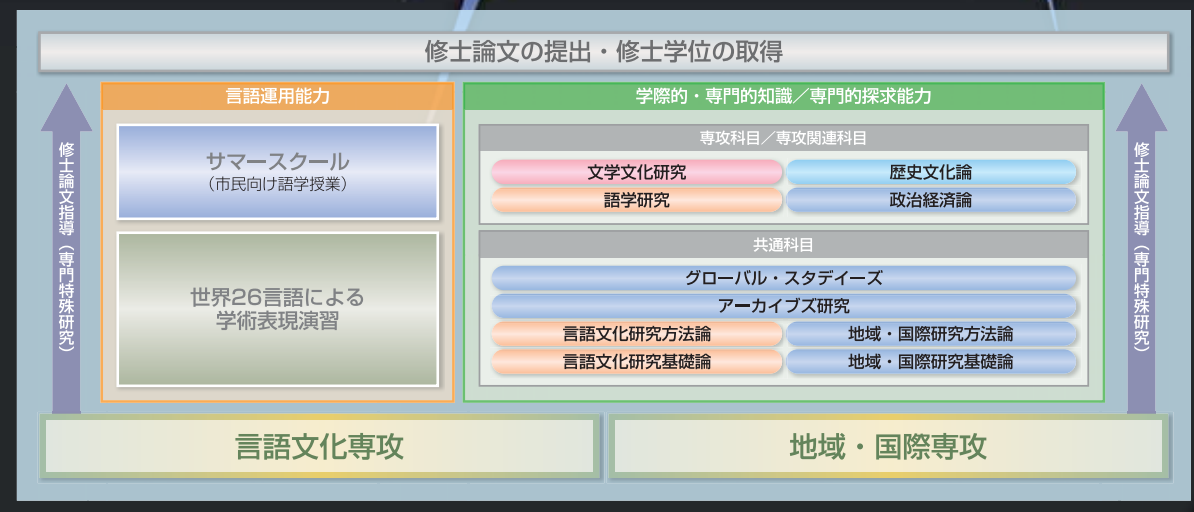 修士論文の提出・修士学位の取得
修士論文指導（専門特殊研究）
言語運用能力
サマースクール
（市民向け語学授業）
世界26言語による
学術表現演習
学際的・専門的知識／専門的探求能力
専攻科目／専攻関連科目
文学文化研究
歴史文化論
語学研究
政治経済論
共通科目
グローバル・スタデイーズ
アーカイブズ研究
言語文化研究方法論
地域・国際研究方法論
言語文化研究基礎論
地域・国際研究基礎論
修士論文指導（専門特殊研究）
言語文化専攻
地域・国際専攻